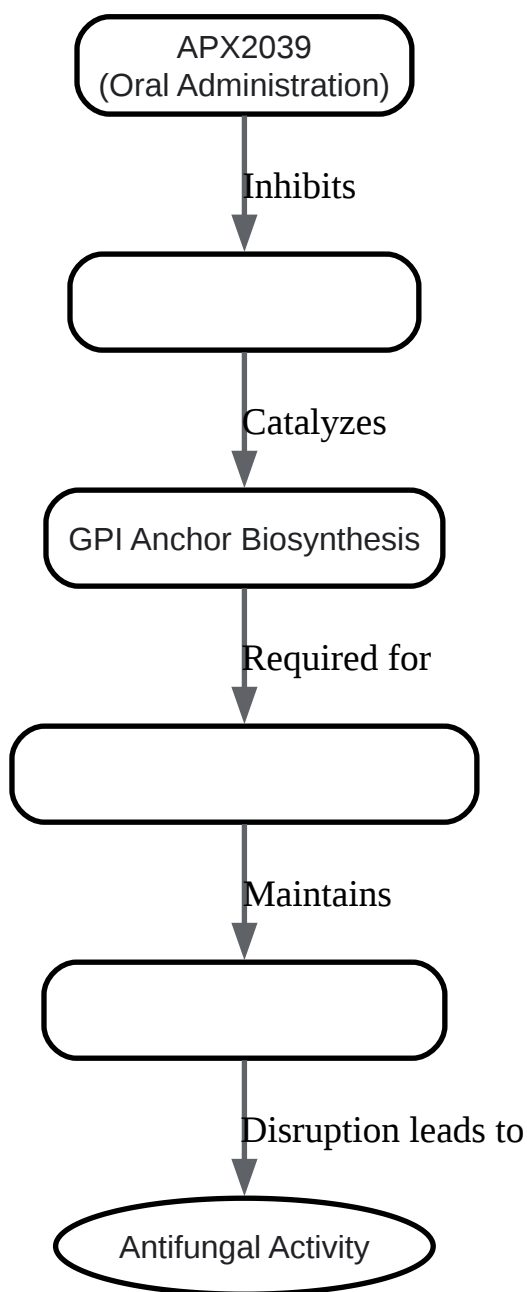 APX2039
(Oral Administration)
Inhibits
Catalyzes
GPI Anchor Biosynthesis
Required for
Maintains
Disruption leads to
Antifungal Activity